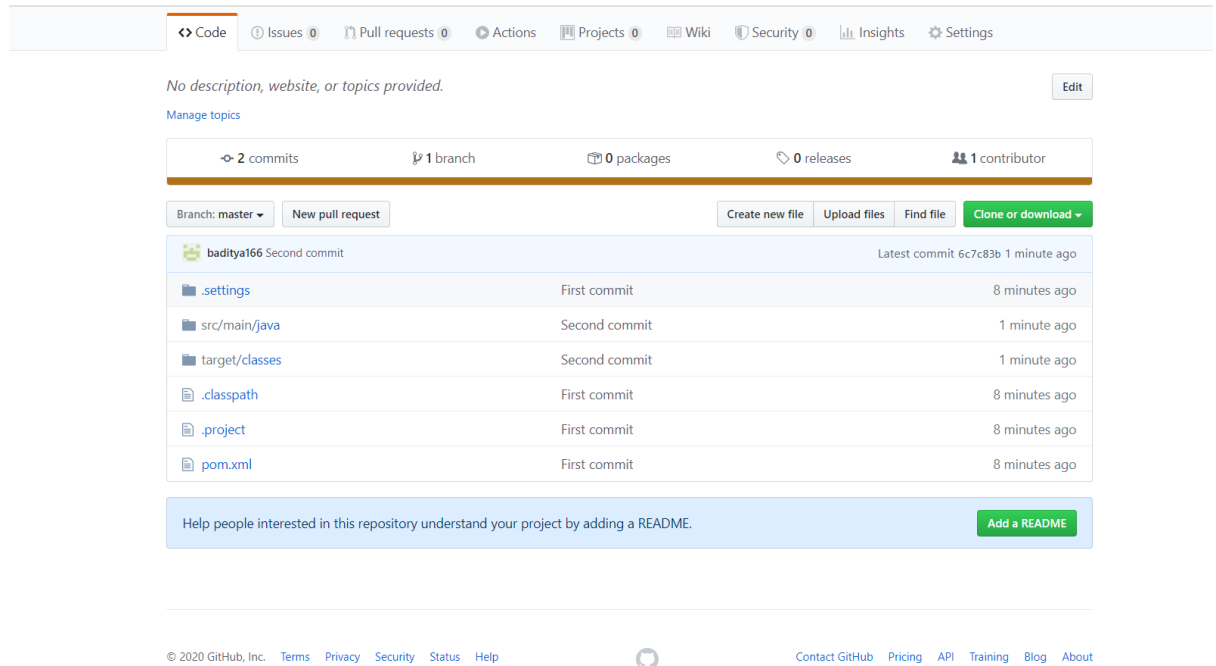 Code Issues 0 Pull requests 0 Actions Projects 0 Wiki Security 0 Insights Settings
No description, website, or topics provided. Edit
Manage topics
2 commits 1 branch 0 packages 0 releases 1 contributor
Branch: master New pull request Create new file Upload files Find file Clone or download
baditya166 Second commit Latest commit 6c7c83b 1 minute ago
.settings First commit 8 minutes ago
src/main/java Second commit 1 minute ago
target/classes Second commit 1 minute ago
.classpath First commit 8 minutes ago
.project First commit 8 minutes ago
pom.xml First commit 8 minutes ago
Help people interested in this repository understand your project by adding a README. Add a README
© 2020 GitHub, Inc. Terms Privacy Security Status Help Contact GitHub Pricing API Training Blog About